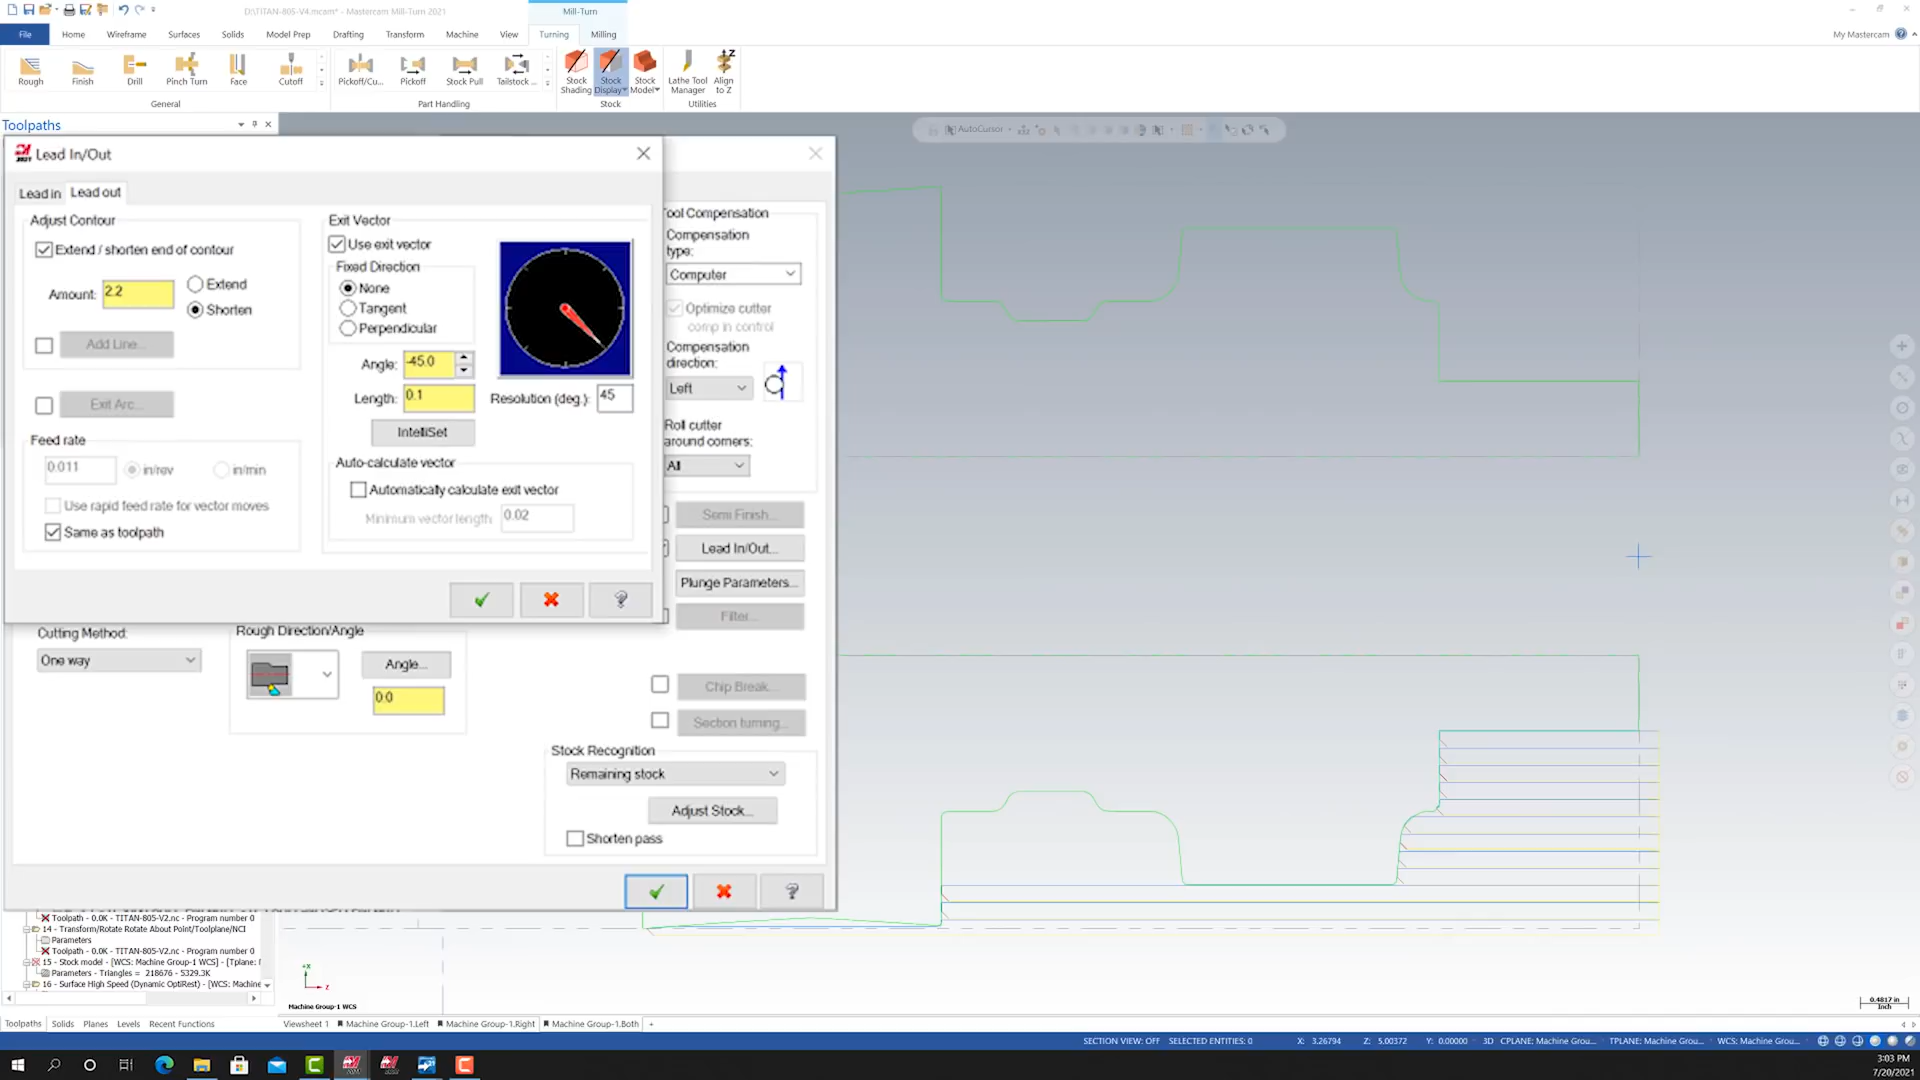 D:\TITAN-805-V4.mcam* - Mastercam Mill-Turn 2021
Mill-Turn
File
Home
Wireframe
Surfaces
Solids
Model Prep
Drafting
Transform
Machine
View
Turning
Milling
My Mastercam
Rough
Finish
Drill
Pinch Turn
Face
Cutoff
Pickoff/Cu...
Pickoff
Stock Pull
Tailstock ...
Stock Shading
Stock Display
Stock Model
Lathe Tool Manager
Align to Z
General
Part Handling
Stock
Utilities
Toolpaths
AutoCursor
Lead In/Out
Lead in
Lead out
Adjust Contour
Extend / shorten end of contour
Amount:
2.2
Extend
Shorten
Add Line...
Exit Arc...
Feed rate
0.011
in/rev
in/min
Use rapid feed rate for vector moves
Same as toolpath
Exit Vector
Use exit vector
Fixed Direction
None
Tangent
Perpendicular
Angle:
-45.0
Length:
0.1
Resolution (deg.):
45
IntelliSet
Auto-calculate vector
Automatically calculate exit vector
Minimum vector length
0.02
Tool Compensation
Compensation
type:
Computer
Optimize cutter
comp in control
Compensation
direction:
Left
Roll cutter
around corners:
All
Semi Finish...
Lead In/Out...
Plunge Parameters...
Filter...
Cutting Method:
One way
Rough Direction/Angle
Angle...
0.0
Chip Break...
Section turning...
Stock Recognition
Remaining stock
Adjust Stock...
Shorten pass
Toolpath - 0.0K - TITAN-805-V2.nc - Program number 0
14 - Transform/Rotate Rotate About Point/Toolplane/NCI
Parameters
Toolpath - 0.0K - TITAN-805-V2.nc - Program number 0
15 - Stock model - [WCS: Machine Group-1 WCS] - [Tplane:
Parameters - Triangles = 218676 - 5329.3K
16 - Surface High Speed (Dynamic OptiRest) - [WCS: Machine
+X
Z
Machine Group-1 WCS
0.4817 in
Inch
Toolpaths
Solids
Planes
Levels
Recent Functions
Viewsheet 1
Machine Group-1.Left
Machine Group-1.Right
Machine Group-1.Both
+
SECTION VIEW: OFF
SELECTED ENTITIES: 0
X: 3.26794
Z: 5.00372
Y: 0.00000
3D
CPLANE: Machine Grou...
TPLANE: Machine Grou...
WCS: Machine Grou...
3:03 PM
7/20/2021